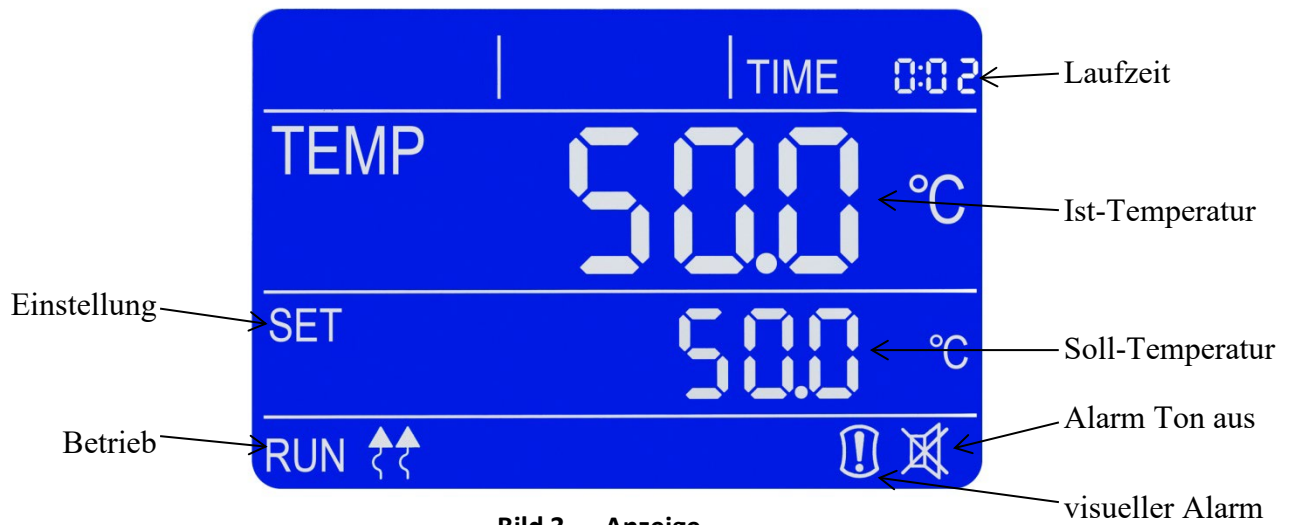 TIME 0:02
Laufzeit
TEMP 50.0 °C
Ist-Temperatur
Einstellung
SET 50.0 °C
Soll-Temperatur
Alarm Ton aus
Betrieb
RUN
visueller Alarm
Anzeige